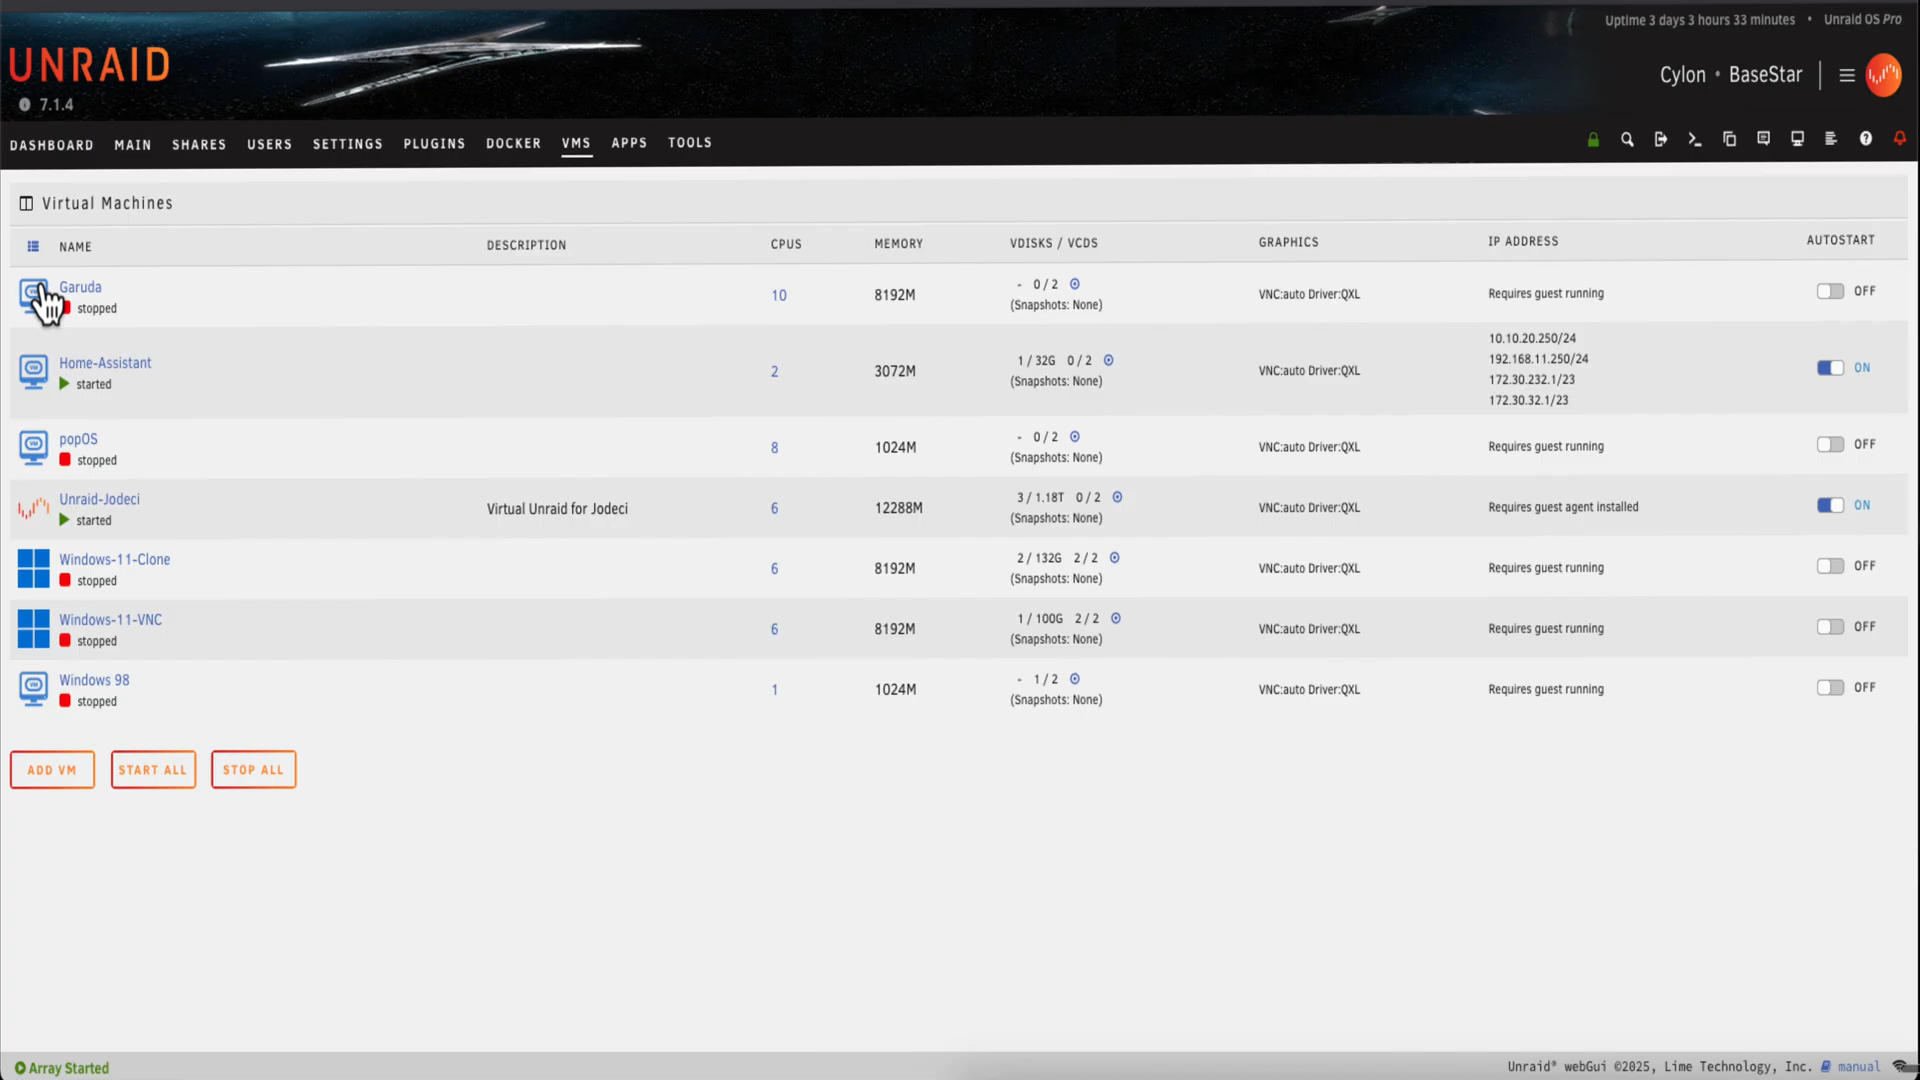 Uptime 3 days 3 hours 33 minutes • Unraid OS Pro
UNRAID
7.1.4
Cylon • BaseStar
DASHBOARD MAIN SHARES USERS SETTINGS PLUGINS DOCKER VMS APPS TOOLS
Virtual Machines
NAME DESCRIPTION CPUS MEMORY VDISKS / VCDS GRAPHICS IP ADDRESS AUTOSTART
Garuda
stopped
10 8192M
- 0 / 2
(Snapshots: None)
VNC:auto Driver:QXL Requires guest running OFF
Home-Assistant
started
2 3072M
1 / 32G 0 / 2
(Snapshots: None)
VNC:auto Driver:QXL
10.10.20.250/24
192.168.11.250/24
172.30.232.1/23
172.30.32.1/23
ON
popOS
stopped
8 1024M
- 0 / 2
(Snapshots: None)
VNC:auto Driver:QXL Requires guest running OFF
Unraid-Jodeci
started
Virtual Unraid for Jodeci 6 12288M
3 / 1.18T 0 / 2
(Snapshots: None)
VNC:auto Driver:QXL Requires guest agent installed ON
Windows-11-Clone
stopped
6 8192M
2 / 132G 2 / 2
(Snapshots: None)
VNC:auto Driver:QXL Requires guest running OFF
Windows-11-VNC
stopped
6 8192M
1 / 100G 2 / 2
(Snapshots: None)
VNC:auto Driver:QXL Requires guest running OFF
Windows 98
stopped
1 1024M
- 1 / 2
(Snapshots: None)
VNC:auto Driver:QXL Requires guest running OFF
ADD VM START ALL STOP ALL
Array Started
Unraid® webGui ©2025, Lime Technology, Inc. manual